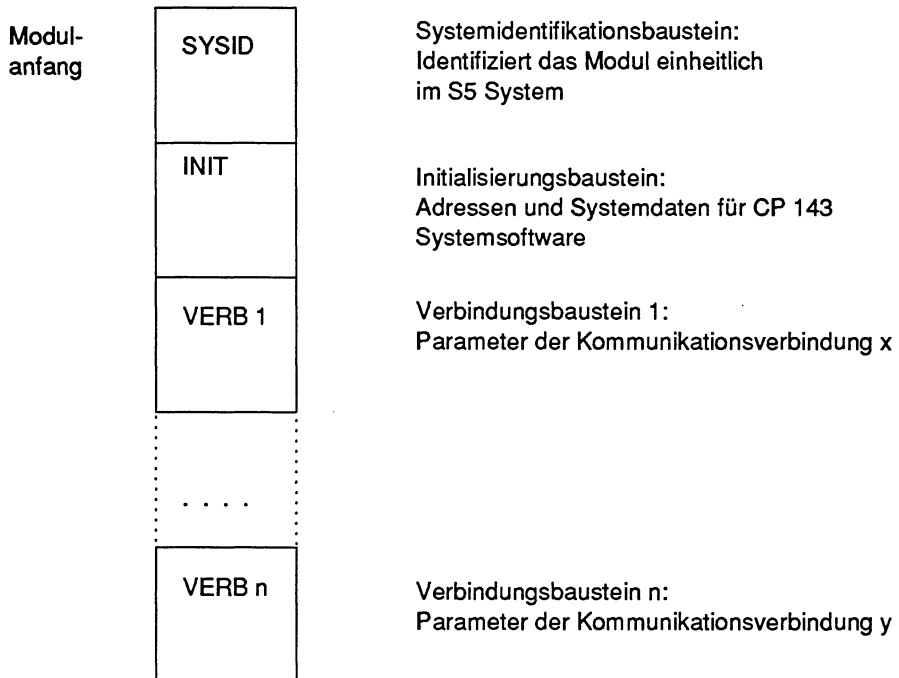 Modul-
anfang
SYSID
Systemidentifikationsbaustein:
Identifiziert das Modul einheitlich
im S5 System
INIT
Initialisierungsbaustein:
Adressen und Systemdaten für CP 143
Systemsoftware
VERB 1
Verbindungsbaustein 1:
Parameter der Kommunikationsverbindung x
. . . .
VERB n
Verbindungsbaustein n:
Parameter der Kommunikationsverbindung y